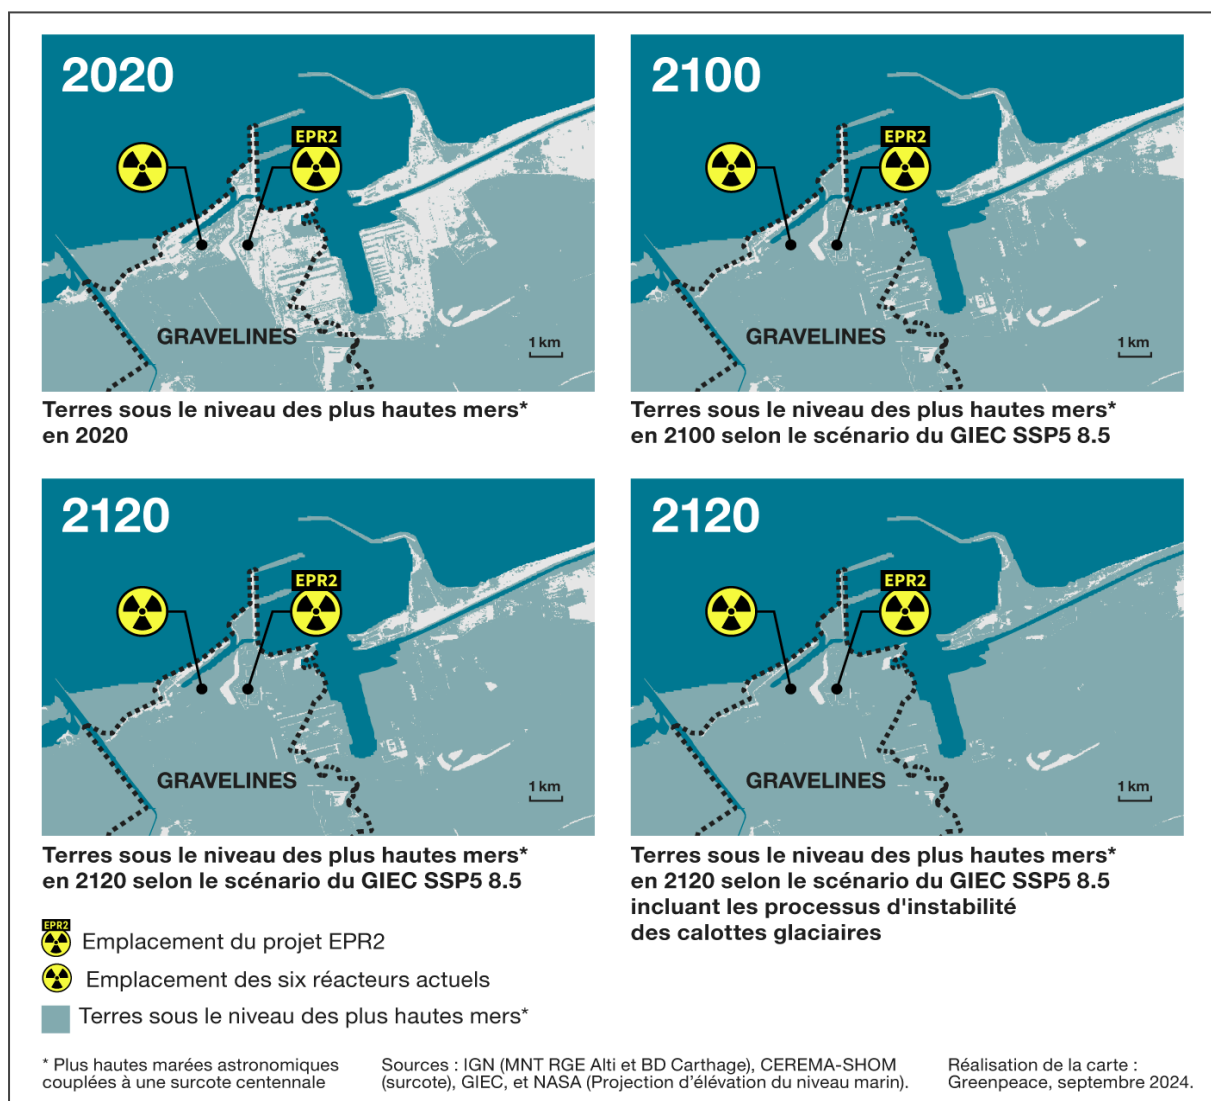 2020
EPR2
GRAVELINES
1 km
Terres sous le niveau des plus hautes mers*
en 2020
2100
EPR2
GRAVELINES
1 km
Terres sous le niveau des plus hautes mers*
en 2100 selon le scénario du GIEC SSP5 8.5
2120
EPR2
GRAVELINES
1 km
Terres sous le niveau des plus hautes mers*
en 2120 selon le scénario du GIEC SSP5 8.5
2120
EPR2
GRAVELINES
1 km
Terres sous le niveau des plus hautes mers*
en 2120 selon le scénario du GIEC SSP5 8.5
incluant les processus d'instabilité
des calottes glaciaires
EPR2
Emplacement du projet EPR2
Emplacement des six réacteurs actuels
Terres sous le niveau des plus hautes mers*
* Plus hautes marées astronomiques
couplées à une surcote centennale
Sources : IGN (MNT RGE Alti et BD Carthage), CEREMA-SHOM
(surcote), GIEC, et NASA (Projection d'élévation du niveau marin).
Réalisation de la carte :
Greenpeace, septembre 2024.